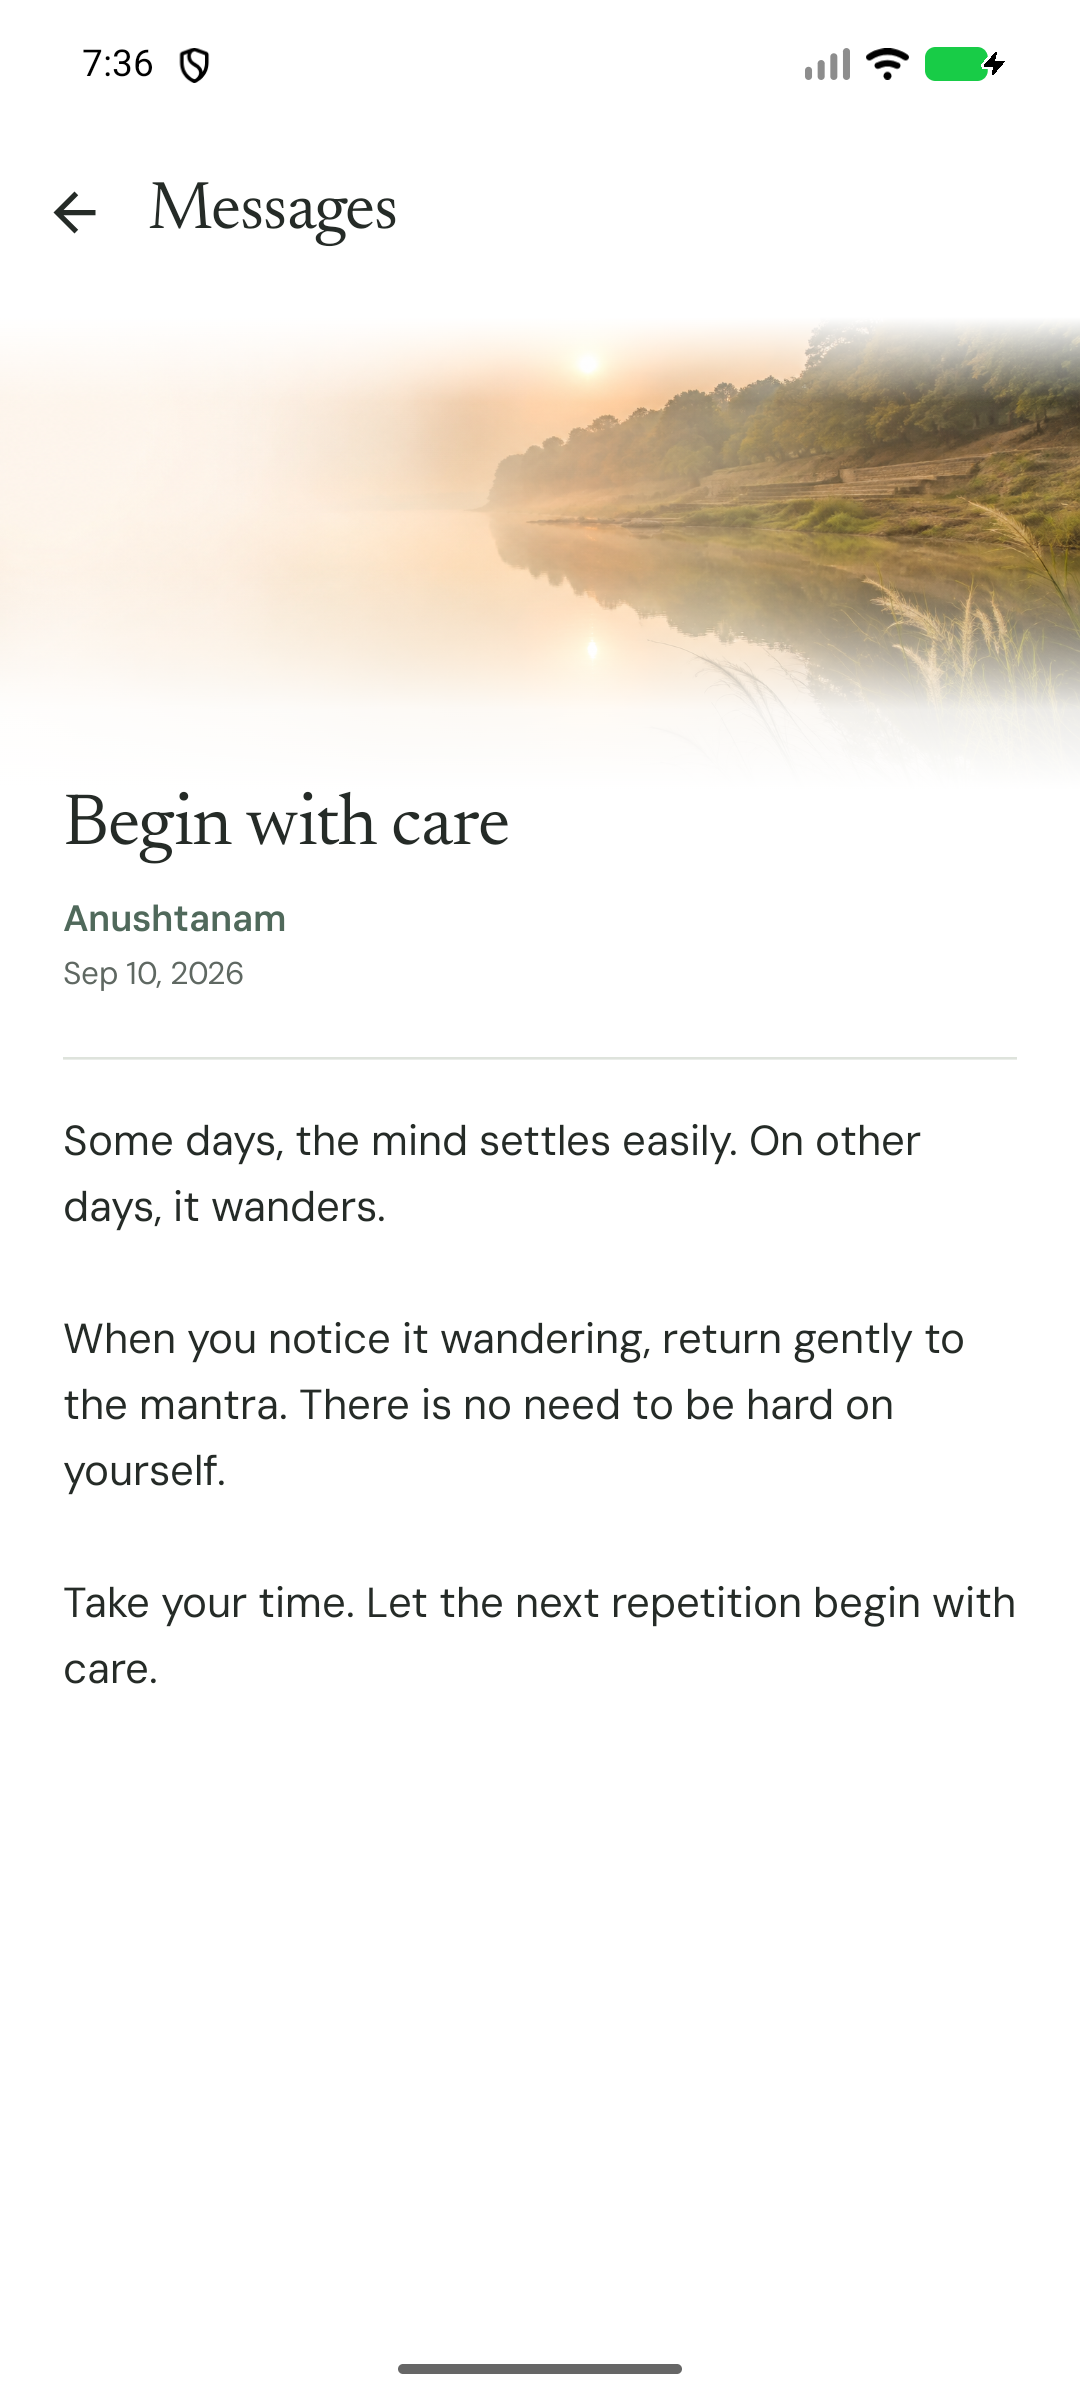 7:36
Messages
Begin with care
Anushtanam
Sep 10, 2026
Some days, the mind settles easily. On other
days, it wanders.
When you notice it wandering, return gently to
the mantra. There is no need to be hard on
yourself.
Take your time. Let the next repetition begin with
care.